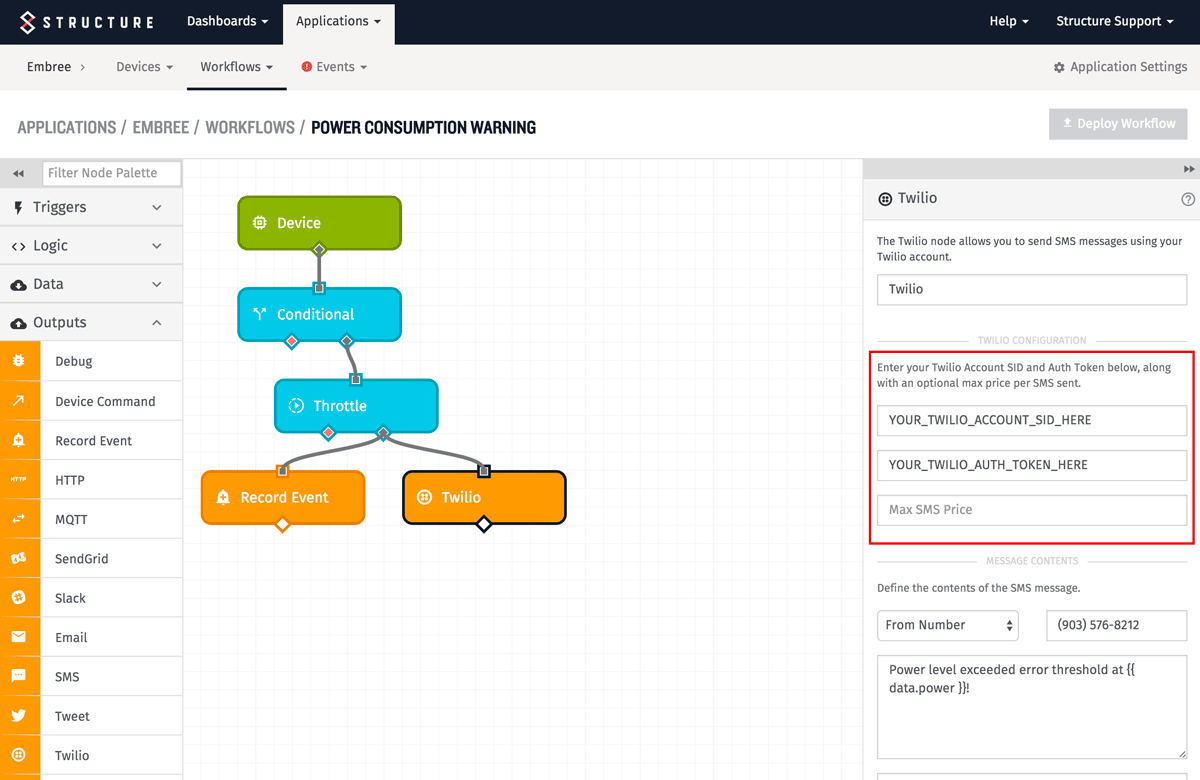 STRUCTURE
Dashboards
Applications
Help
Structure Support
Embree
Devices
Workflows
Events
Application Settings
APPLICATIONS / EMBREE / WORKFLOWS / POWER CONSUMPTION WARNING
Deploy Workflow
Filter Node Palette
Triggers
Logic
Data
Outputs
Debug
Device Command
Record Event
HTTP
HTTP
MQTT
SendGrid
Slack
Email
SMS
Tweet
Twilio
Device
Conditional
Throttle
Record Event
Twilio
Twilio
The Twilio node allows you to send SMS messages using your
Twilio account.
Twilio
TWILIO CONFIGURATION
Enter your Twilio Account SID and Auth Token below, along
with an optional max price per SMS sent.
YOUR_TWILIO_ACCOUNT_SID_HERE
YOUR_TWILIO_AUTH_TOKEN_HERE
Max SMS Price
MESSAGE CONTENTS
Define the contents of the SMS message.
From Number
(903) 576-8212
Power level exceeded error threshold at {{
data.power }}!